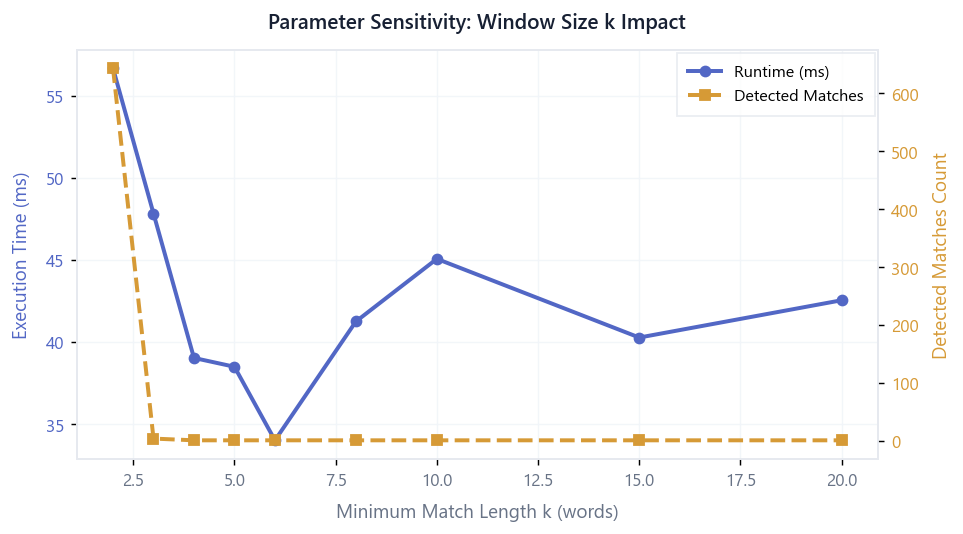 Parameter Sensitivity: Window Size k Impact
Runtime (ms)
Detected Matches
Execution Time (ms)
55
50
45
40
35
600
500
400
300
200
100
0
Detected Matches Count
2.5 5.0 7.5 10.0 12.5 15.0 17.5 20.0
Minimum Match Length k (words)